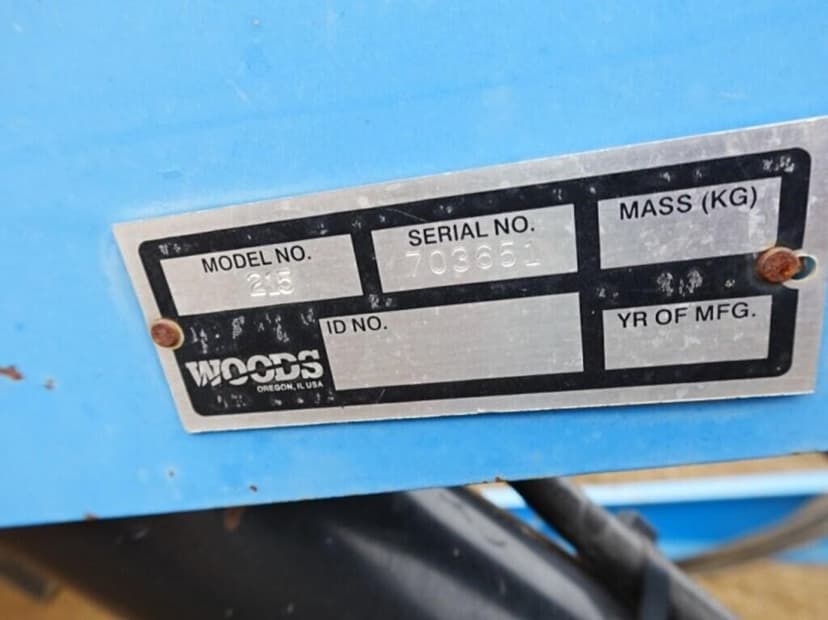 MODEL NO.
215
SERIAL NO.
703651
MASS (KG)
WOODS
OREGON, IL USA
ID NO.
YR OF MFG.